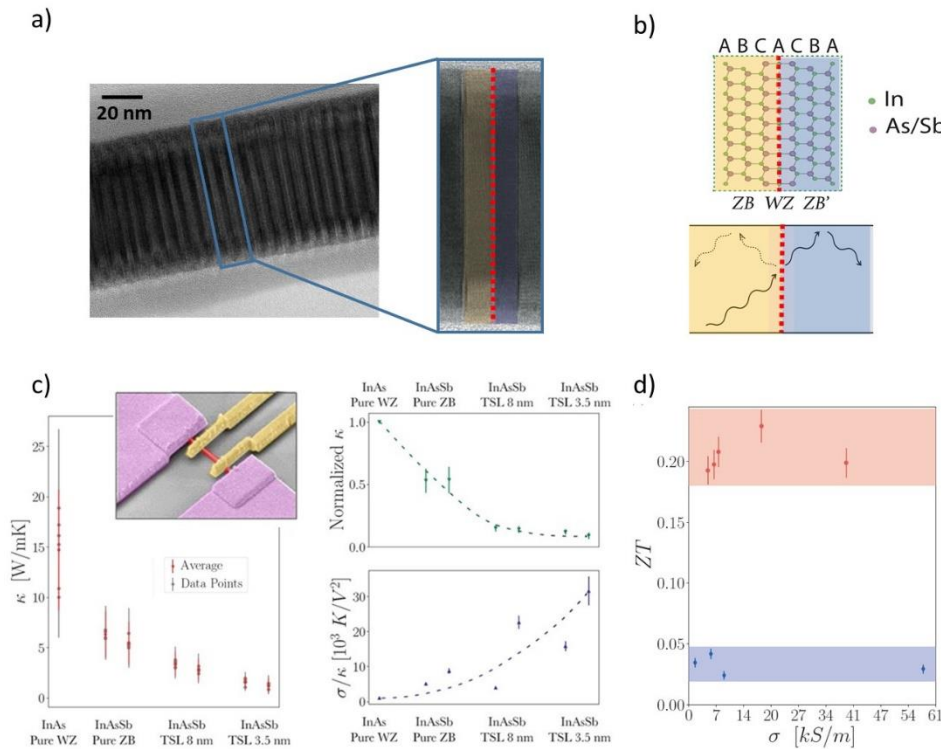 a)
20 nm
b)
A B C A C B A
In
As/Sb
ZB WZ ZB'
c)
κ [W/mK]
25
20
15
10
5
0
Average
Data Points
InAs
Pure WZ
InAsSb
Pure ZB
InAsSb
TSL 8 nm
InAsSb
TSL 3.5 nm
InAs
Pure WZ
InAsSb
Pure ZB
InAsSb
TSL 8 nm
InAsSb
TSL 3.5 nm
Normalized κ
1.0
0.5
0.0
σ/κ [10³ K/V²]
30
20
10
0
InAs
Pure WZ
InAsSb
Pure ZB
InAsSb
TSL 8 nm
InAsSb
TSL 3.5 nm
d)
ZT
0.20
0.15
0.10
0.05
0.00
0 7 14 20 27 34 41 47 54 61
σ [kS/m]